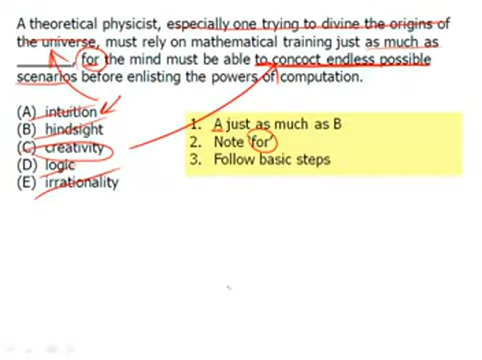 A theoretical physicist, especially one trying to divine the origins of
the universe, must rely on mathematical training just as much as
________, for the mind must be able to concoct endless possible
scenarios before enlisting the powers of computation.
(A) intuition
(B) hindsight
(C) creativity
(D) logic
(E) irrationality
1. A just as much as B
2. Note 'for'
3. Follow basic steps